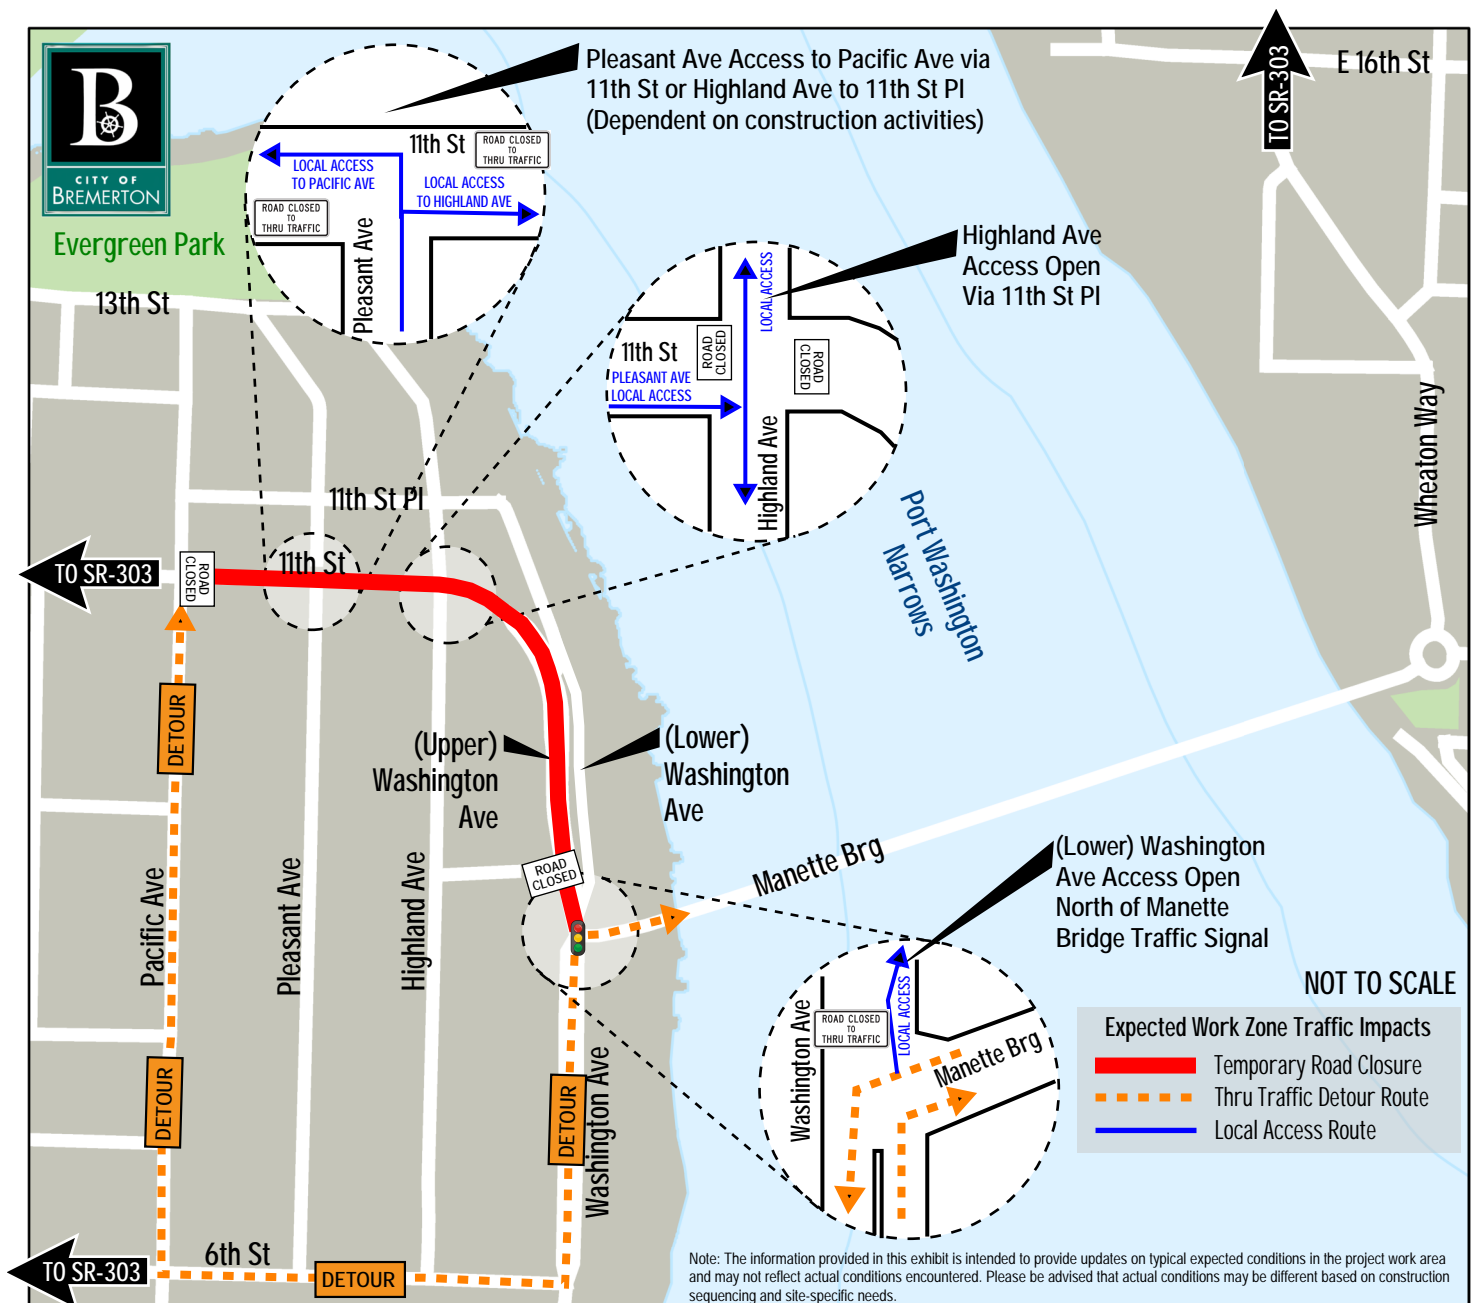 B
CITY OF
BREMERTON
Evergreen Park
13th St
Pleasant Ave Access to Pacific Ave via
11th St or Highland Ave to 11th St Pl
(Dependent on construction activities)
11th St
ROAD CLOSED
TO
THRU TRAFFIC
LOCAL ACCESS
TO PACIFIC AVE
LOCAL ACCESS
TO HIGHLAND AVE
ROAD CLOSED
TO
THRU TRAFFIC
Pleasant Ave
TO SR-303
E 16th St
Highland Ave
Access Open
Via 11th St Pl
LOCAL ACCESS
11th St
ROAD
CLOSED
ROAD
CLOSED
PLEASANT AVE
LOCAL ACCESS
Highland Ave
Wheaton Way
Port Washington
Narrows
11th St Pl
11th St
TO SR-303
ROAD
CLOSED
DETOUR
(Upper)
Washington
Ave
(Lower)
Washington
Ave
ROAD
CLOSED
Manette Brg
Pacific Ave
Pleasant Ave
Highland Ave
Washington Ave
DETOUR
DETOUR
(Lower) Washington
Ave Access Open
North of Manette
Bridge Traffic Signal
Washington Ave
ROAD CLOSED
TO
THRU TRAFFIC
LOCAL ACCESS
Manette Brg
NOT TO SCALE
Expected Work Zone Traffic Impacts
Temporary Road Closure
Thru Traffic Detour Route
Local Access Route
TO SR-303
6th St
DETOUR
Note: The information provided in this exhibit is intended to provide updates on typical expected conditions in the project work area
and may not reflect actual conditions encountered. Please be advised that actual conditions may be different based on construction
sequencing and site-specific needs.